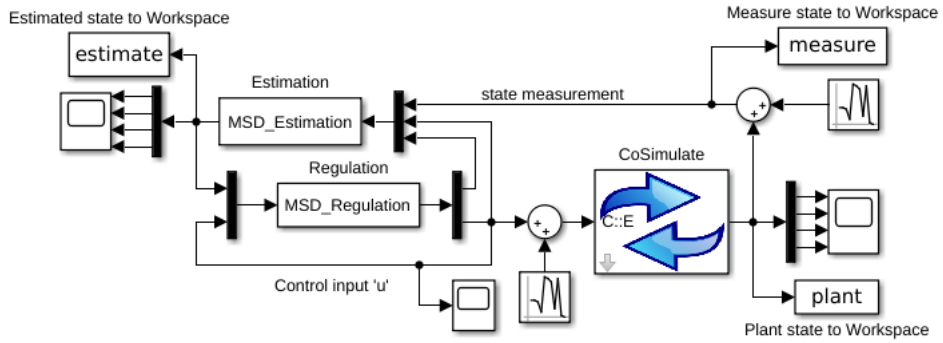 Estimated state to Workspace
Measure state to Workspace
estimate
measure
Estimation
state measurement
MSD_Estimation
Regulation
CoSimulate
MSD_Regulation
C::E
Control input 'u'
plant
Plant state to Workspace